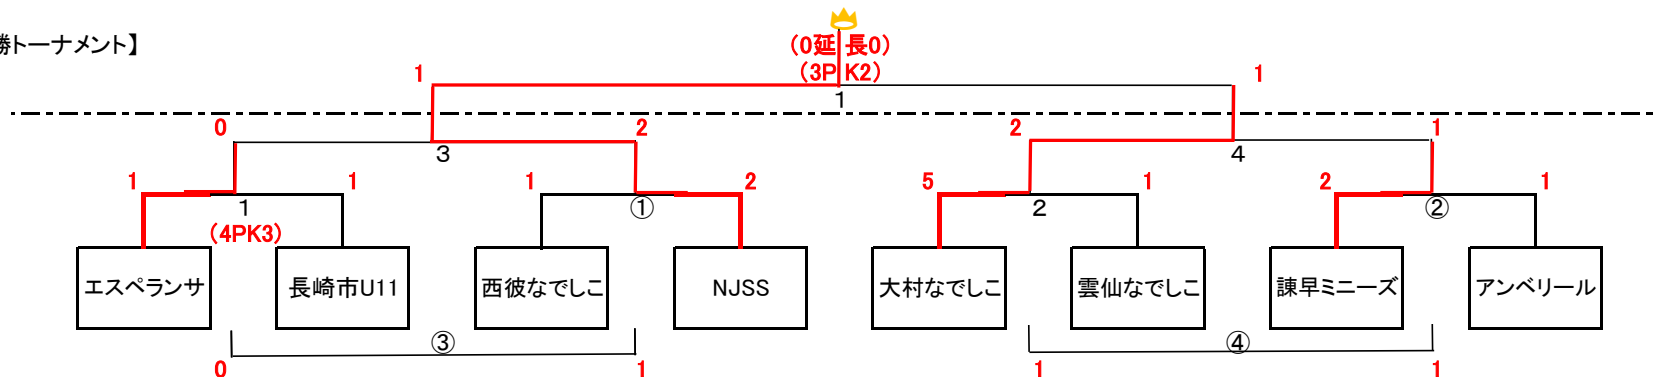 勝トーナメント】
(0延長0)
(3PK2)
1 1
1
0 2 2 1
3 4
1 1 1 2 5 1 2 1
1 ① 2 ②
(4PK3)
エスペランサ 長崎市U11 西彼なでしこ NJSS 大村なでしこ 雲仙なでしこ 諫早ミニーズ アンベリール
③ ④
0 1 1 1